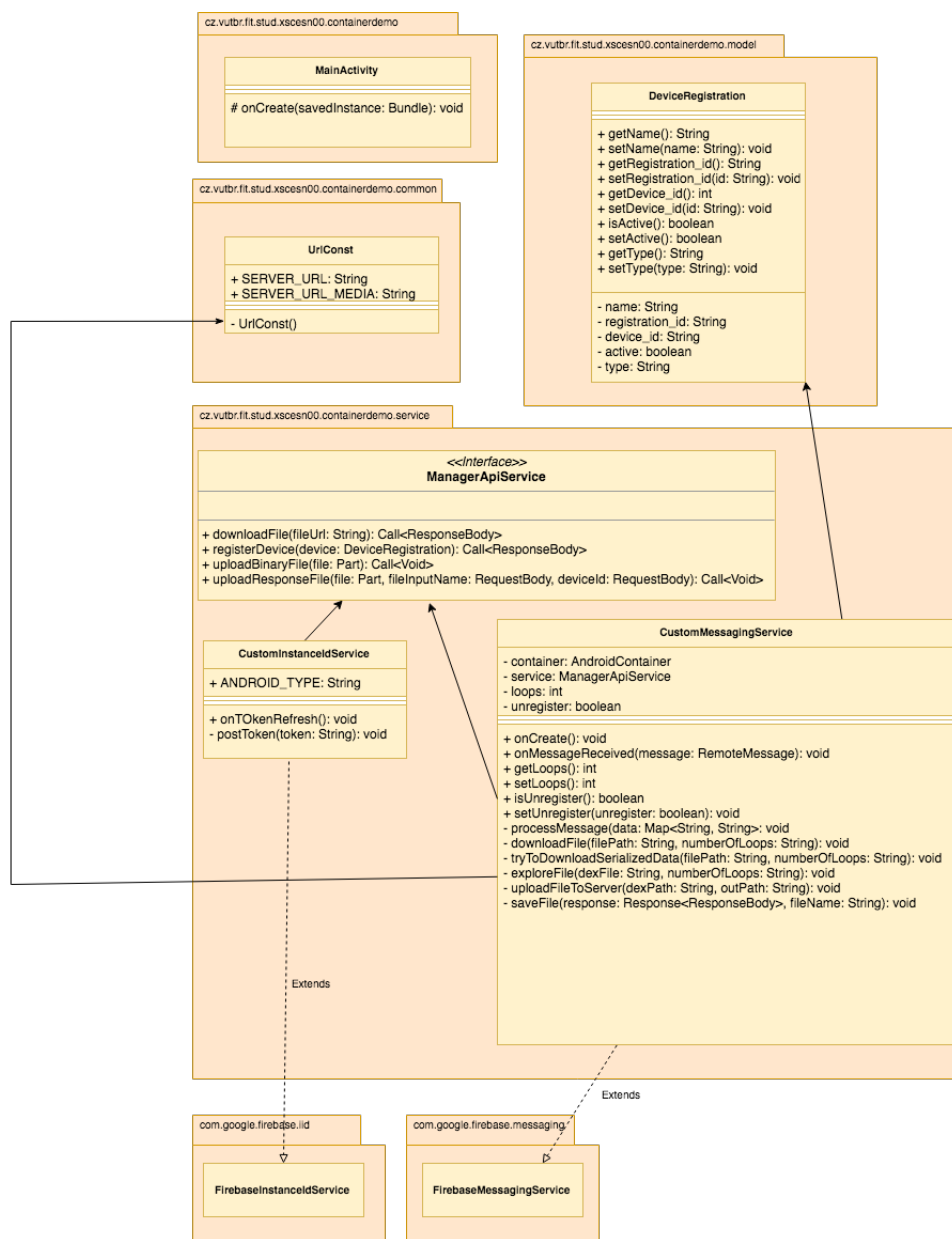 cz.vutbr.fit.stud.xscesn00.containerdemo
MainActivity
# onCreate(savedInstance: Bundle): void
cz.vutbr.fit.stud.xscesn00.containerdemo.model
DeviceRegistration
+ getName(): String
+ setName(name: String): void
+ getRegistration_id(): String
+ setRegistration_id(id: String): void
+ getDevice_id(): int
+ setDevice_id(id: String): void
+ isActive(): boolean
+ setActive(): boolean
+ getType(): String
+ setType(type: String): void
- name: String
- registration_id: String
- device_id: String
- active: boolean
- type: String
cz.vutbr.fit.stud.xscesn00.containerdemo.common
UrlConst
+ SERVER_URL: String
+ SERVER_URL_MEDIA: String
- UrlConst()
cz.vutbr.fit.stud.xscesn00.containerdemo.service
<<Interface>>
ManagerApiService
+ downloadFile(fileUrl: String): Call<ResponseBody>
+ registerDevice(device: DeviceRegistration): Call<ResponseBody>
+ uploadBinaryFile(file: Part): Call<Void>
+ uploadResponseFile(file: Part, fileInputName: RequestBody, deviceId: RequestBody): Call<Void>
CustomInstanceIdService
+ ANDROID_TYPE: String
+ onTOkenRefresh(): void
- postToken(token: String): void
CustomMessagingService
- container: AndroidContainer
- service: ManagerApiService
- loops: int
- unregister: boolean
+ onCreate(): void
+ onMessageReceived(message: RemoteMessage): void
+ getLoops(): int
+ setLoops(): int
+ isUnregister(): boolean
+ setUnregister(unregister: boolean): void
- processMessage(data: Map<String, String>: void
- downloadFile(filePath: String, numberOfLoops: String): void
- tryToDownloadSerializedData(filePath: String, numberOfLoops: String): void
- exploreFile(dexFile: String, numberOfLoops: String): void
- uploadFileToServer(dexPath: String, outPath: String): void
- saveFile(response: Response<ResponseBody>, fileName: String): void
Extends
Extends
com.google.firebase.iid
FirebaseInstanceIdService
com.google.firebase.messaging
FirebaseMessagingService